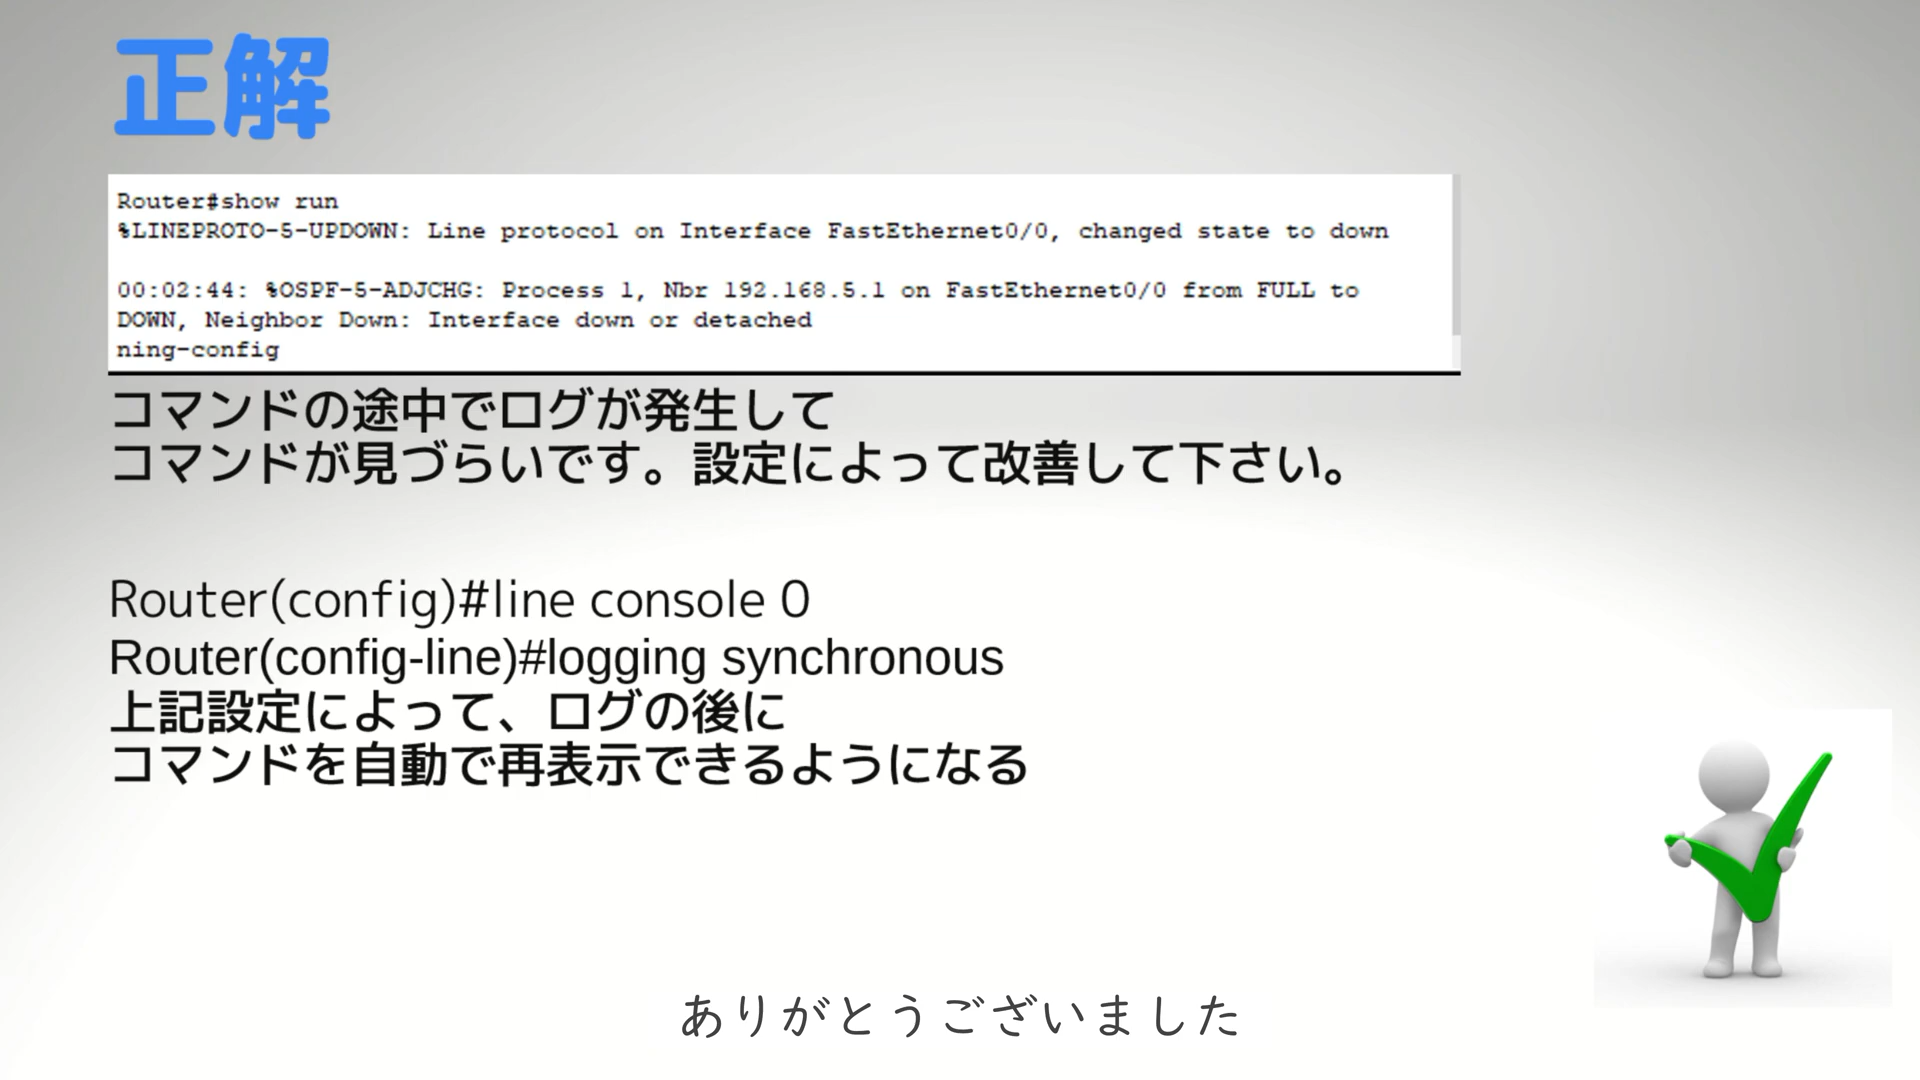 正解
Router#show run
%LINEPROTO-5-UPDOWN: Line protocol on Interface FastEthernet0/0, changed state to down
00:02:44: %OSPF-5-ADJCHG: Process 1, Nbr 192.168.5.1 on FastEthernet0/0 from FULL to
DOWN, Neighbor Down: Interface down or detached
ning-config
コマンドの途中でログが発生して
コマンドが見づらいです。設定によって改善して下さい。
Router(config)#line console 0
Router(config-line)#logging synchronous
上記設定によって、ログの後に
コマンドを自動で再表示できるようになる
ありがとうございました